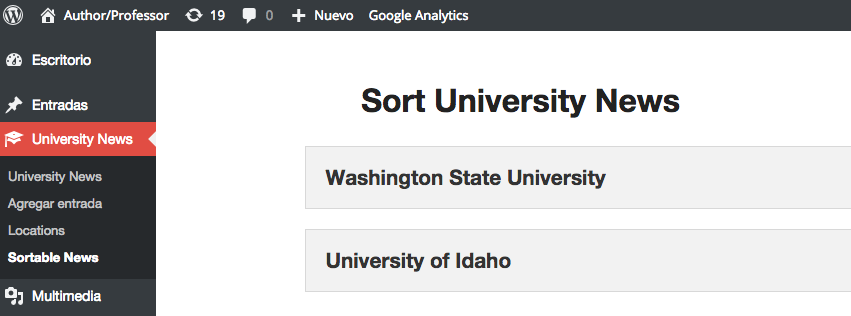 Author/Professor 19 0 Nuevo Google Analytics
Escritorio
Entradas
University News
University News
Agregar entrada
Locations
Sortable News
Multimedia
Sort University News
Washington State University
University of Idaho